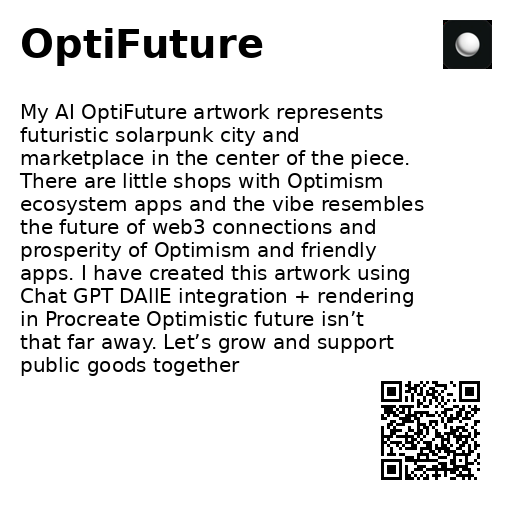 OptiFuture
My AI OptiFuture artwork represents
futuristic solarpunk city and
marketplace in the center of the piece.
There are little shops with Optimism
ecosystem apps and the vibe resembles
the future of web3 connections and
prosperity of Optimism and friendly
apps. I have created this artwork using
Chat GPT DAllE integration + rendering
in Procreate Optimistic future isn’t
that far away. Let’s grow and support
public goods together